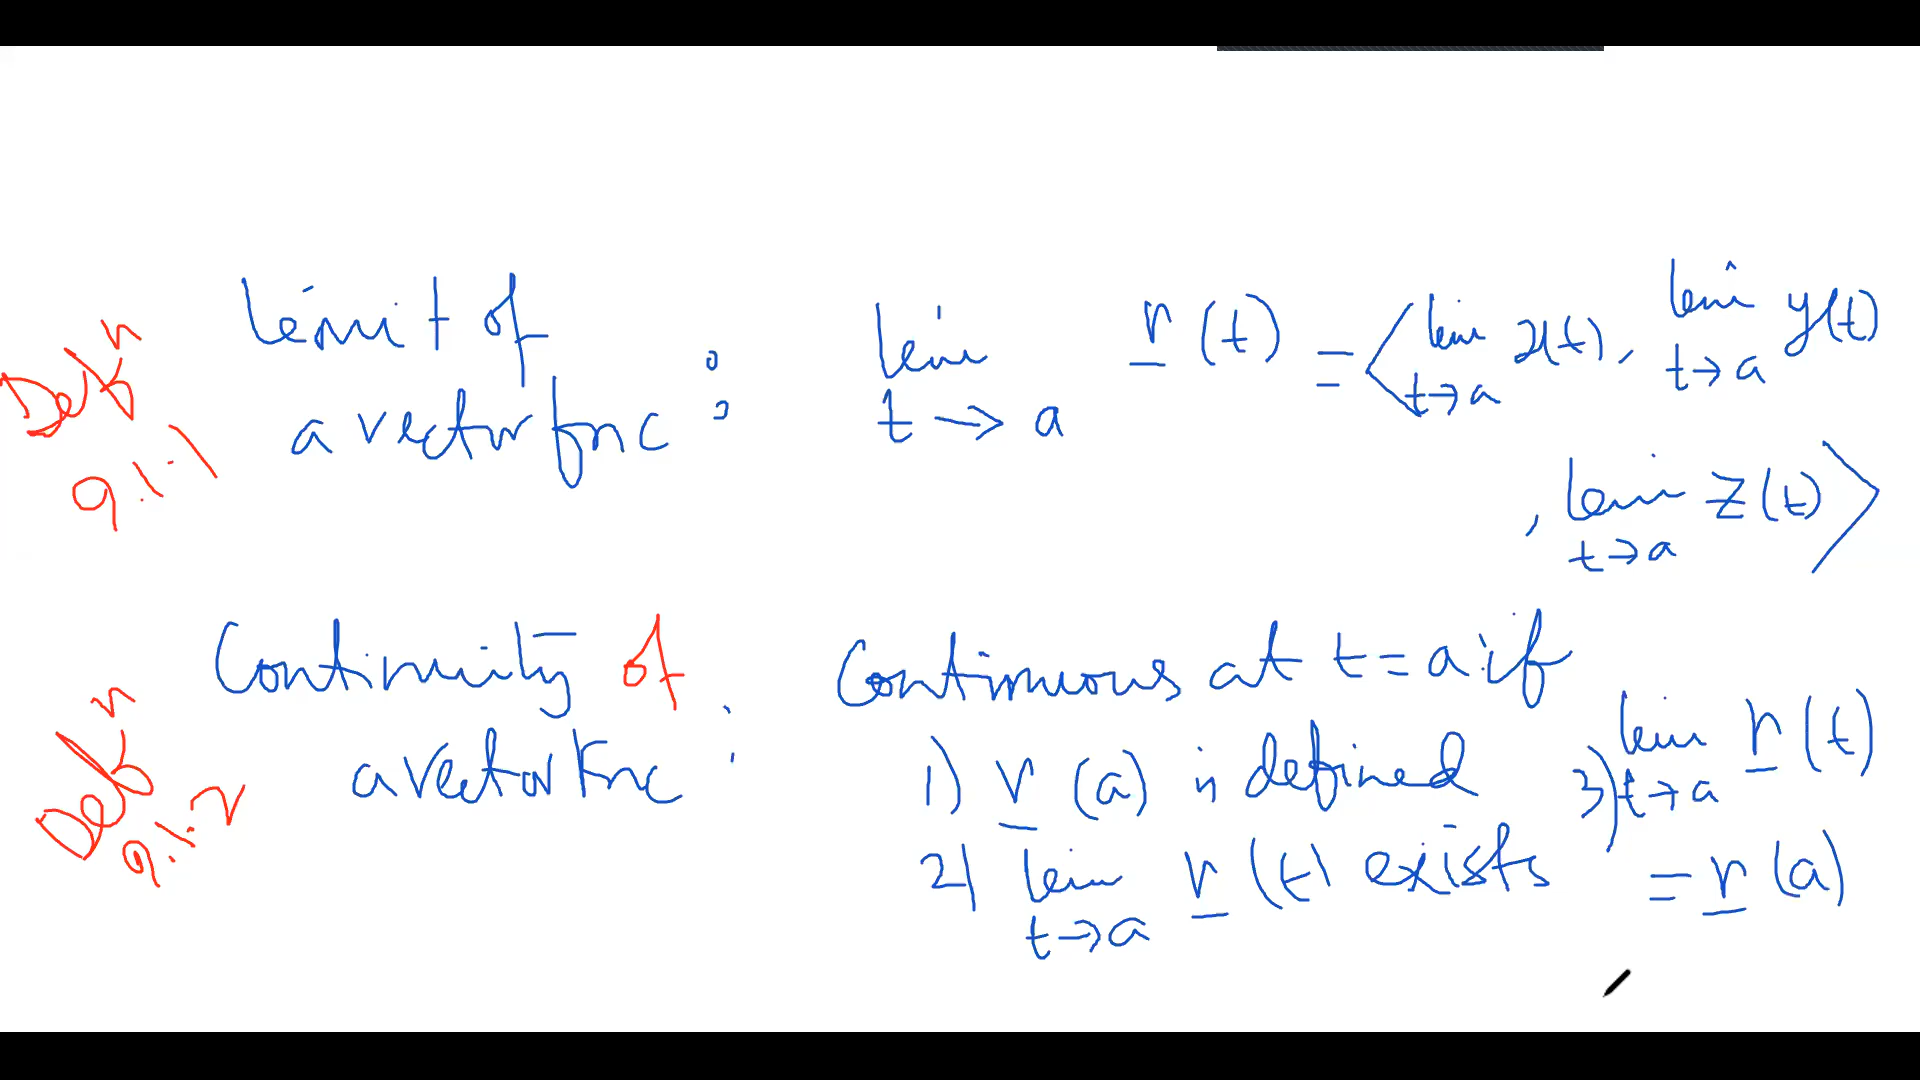 Defn 9.1.1
Limit of a vector fnc :
lim t→a r(t) = < lim t→a x(t), lim t→a y(t)
, lim t→a z(t) >
Defn 9.1.2
Continuity of a vector Fnc :
Continuous at t = a if
1) r(a) is defined
2) lim t→a r(t) exists
3) lim t→a r(t)
= r(a)